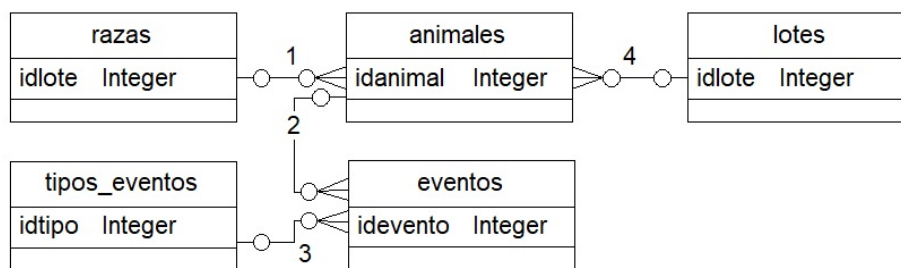 razas
idlote Integer
1
animales
idanimal Integer
4
lotes
idlote Integer
2
tipos_eventos
idtipo Integer
3
eventos
idevento Integer